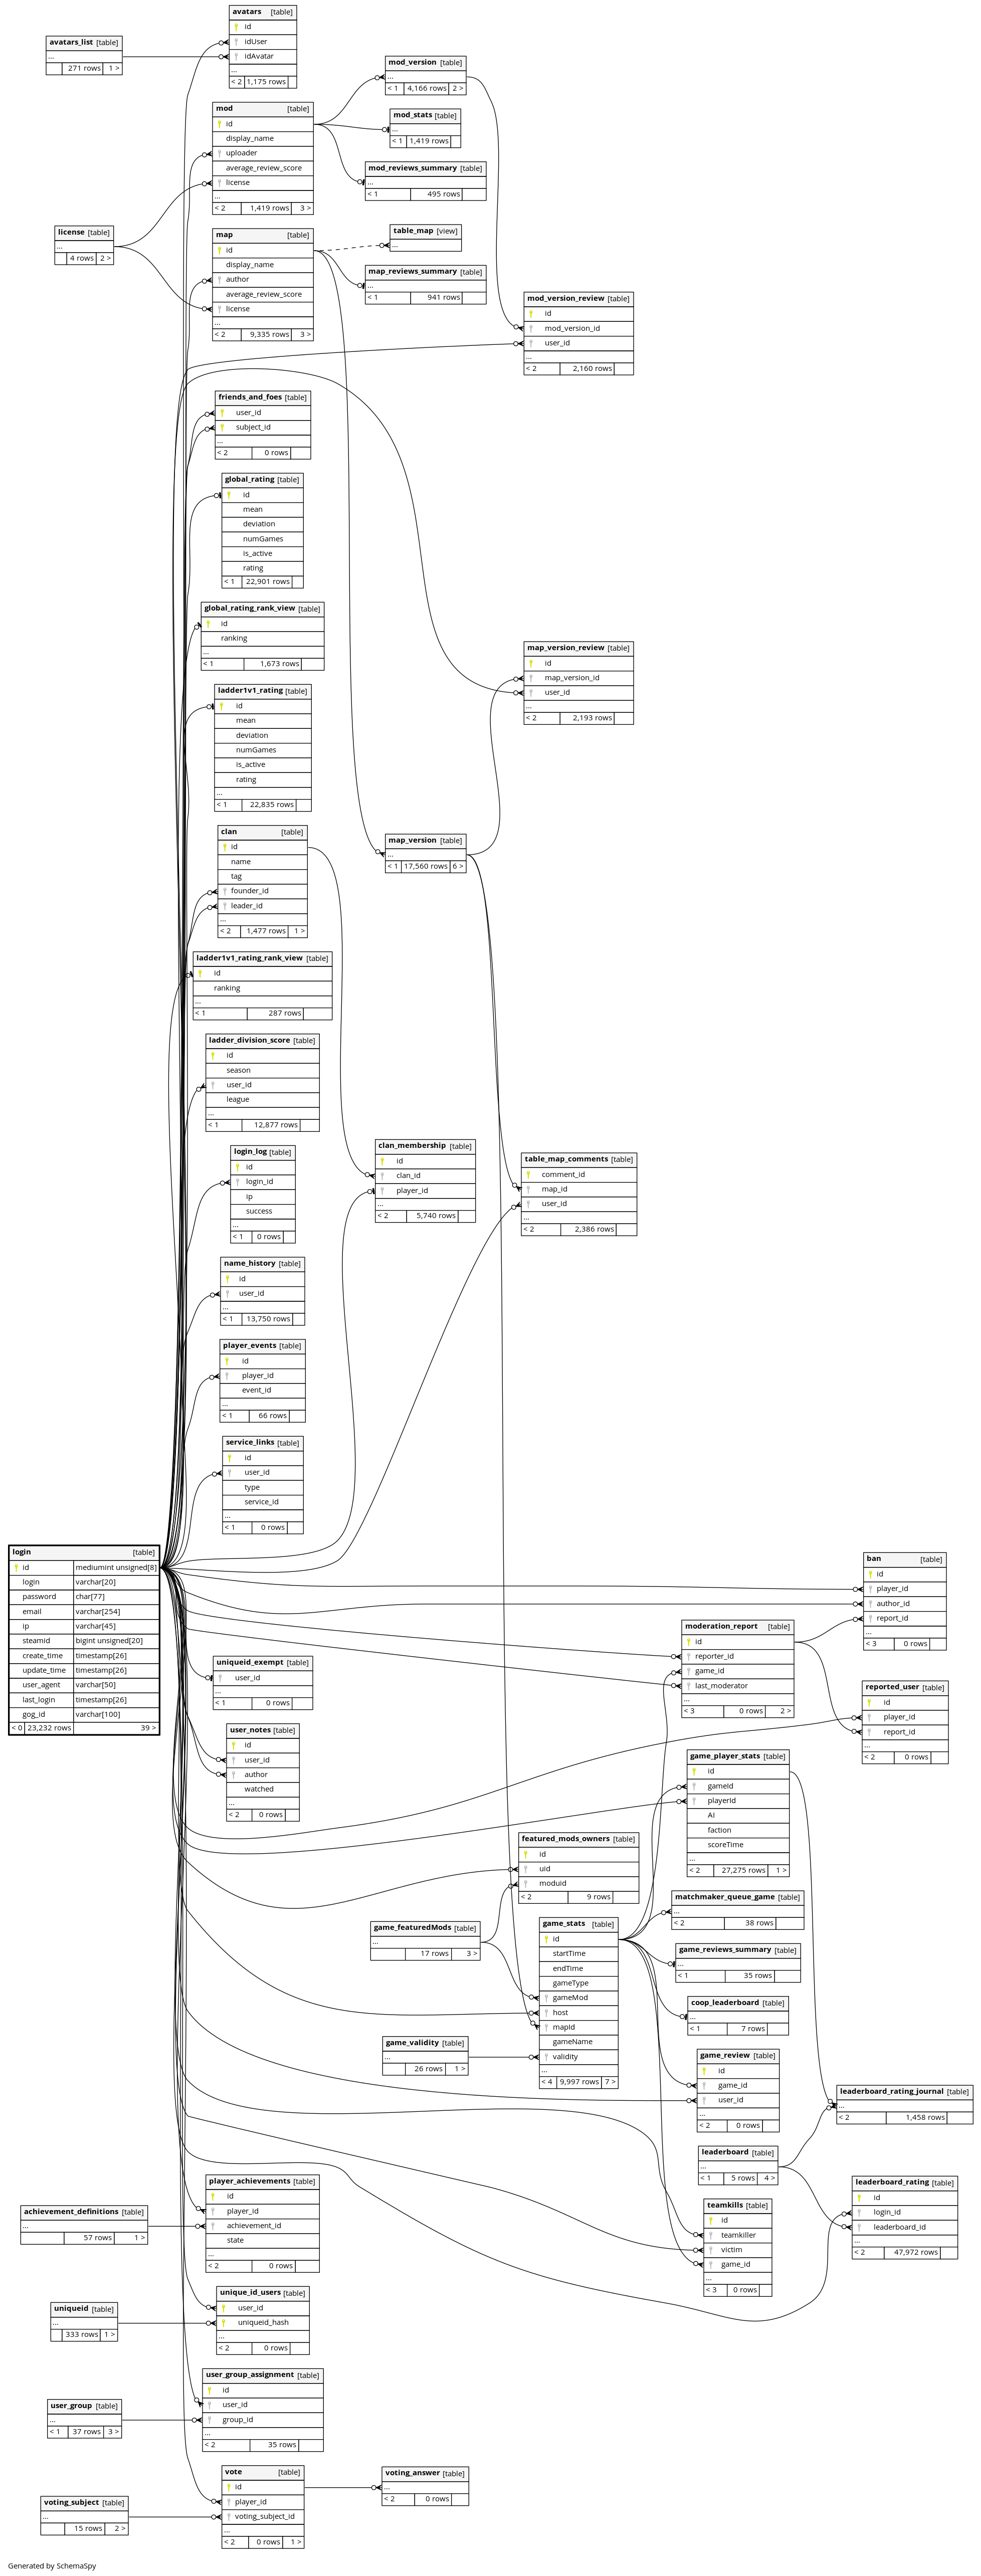 avatars [table]
id
idUser
idAvatar
...
< 2 1,175 rows
avatars_list [table]
...
271 rows 1 >
mod_version [table]
...
< 1 4,166 rows 2 >
mod [table]
id
display_name
uploader
average_review_score
license
...
< 2 1,419 rows 3 >
mod_stats [table]
...
< 1 1,419 rows
mod_reviews_summary [table]
...
< 1 495 rows
license [table]
...
4 rows 2 >
map [table]
id
display_name
author
average_review_score
license
...
< 2 9,335 rows 3 >
table_map [view]
...
map_reviews_summary [table]
...
< 1 941 rows
mod_version_review [table]
id
mod_version_id
user_id
...
< 2 2,160 rows
friends_and_foes [table]
user_id
subject_id
...
< 2 0 rows
global_rating [table]
id
mean
deviation
numGames
is_active
rating
< 1 22,901 rows
global_rating_rank_view [table]
id
ranking
...
< 1 1,673 rows
map_version_review [table]
id
map_version_id
user_id
...
< 2 2,193 rows
ladder1v1_rating [table]
id
mean
deviation
numGames
is_active
rating
...
< 1 22,835 rows
clan [table]
id
name
tag
founder_id
leader_id
...
< 2 1,477 rows 1 >
map_version [table]
...
< 1 17,560 rows 6 >
ladder1v1_rating_rank_view [table]
id
ranking
...
< 1 287 rows
ladder_division_score [table]
id
season
user_id
league
...
< 1 12,877 rows
login_log [table]
id
login_id
ip
success
...
< 1 0 rows
clan_membership [table]
id
clan_id
player_id
...
< 2 5,740 rows
table_map_comments [table]
comment_id
map_id
user_id
...
< 2 2,386 rows
name_history [table]
id
user_id
...
< 1 13,750 rows
player_events [table]
id
player_id
event_id
...
< 1 66 rows
service_links [table]
id
user_id
type
service_id
...
< 1 0 rows
login [table]
id mediumint unsigned[8]
login varchar[20]
password char[77]
email varchar[254]
ip varchar[45]
steamid bigint unsigned[20]
create_time timestamp[26]
update_time timestamp[26]
user_agent varchar[50]
last_login timestamp[26]
gog_id varchar[100]
< 0 23,232 rows 39 >
ban [table]
id
player_id
author_id
report_id
...
< 3 0 rows
moderation_report [table]
id
reporter_id
game_id
last_moderator
...
< 3 0 rows 2 >
uniqueid_exempt [table]
user_id
...
< 1 0 rows
reported_user [table]
id
player_id
report_id
...
< 2 0 rows
user_notes [table]
id
user_id
author
watched
...
< 2 0 rows
game_player_stats [table]
id
gameId
playerId
AI
faction
scoreTime
...
< 2 27,275 rows 1 >
featured_mods_owners [table]
id
uid
moduid
< 2 9 rows
matchmaker_queue_game [table]
...
< 2 38 rows
game_featuredMods [table]
...
17 rows 3 >
game_stats [table]
id
startTime
endTime
gameType
gameMod
host
mapId
gameName
validity
...
< 4 9,997 rows 7 >
game_reviews_summary [table]
...
< 1 35 rows
coop_leaderboard [table]
...
< 1 7 rows
game_validity [table]
...
26 rows 1 >
game_review [table]
id
game_id
user_id
...
< 2 0 rows
leaderboard_rating_journal [table]
...
< 2 1,458 rows
leaderboard [table]
...
< 1 5 rows 4 >
player_achievements [table]
id
player_id
achievement_id
state
...
< 2 0 rows
leaderboard_rating [table]
id
login_id
leaderboard_id
...
< 2 47,972 rows
achievement_definitions [table]
...
57 rows 1 >
teamkills [table]
id
teamkiller
victim
game_id
...
< 3 0 rows
unique_id_users [table]
user_id
uniqueid_hash
...
< 2 0 rows
uniqueid [table]
...
333 rows 1 >
user_group_assignment [table]
id
user_id
group_id
...
< 2 35 rows
user_group [table]
...
< 1 37 rows 3 >
vote [table]
id
player_id
voting_subject_id
...
< 2 0 rows 1 >
voting_answer [table]
...
< 2 0 rows
voting_subject [table]
...
15 rows 2 >
Generated by SchemaSpy